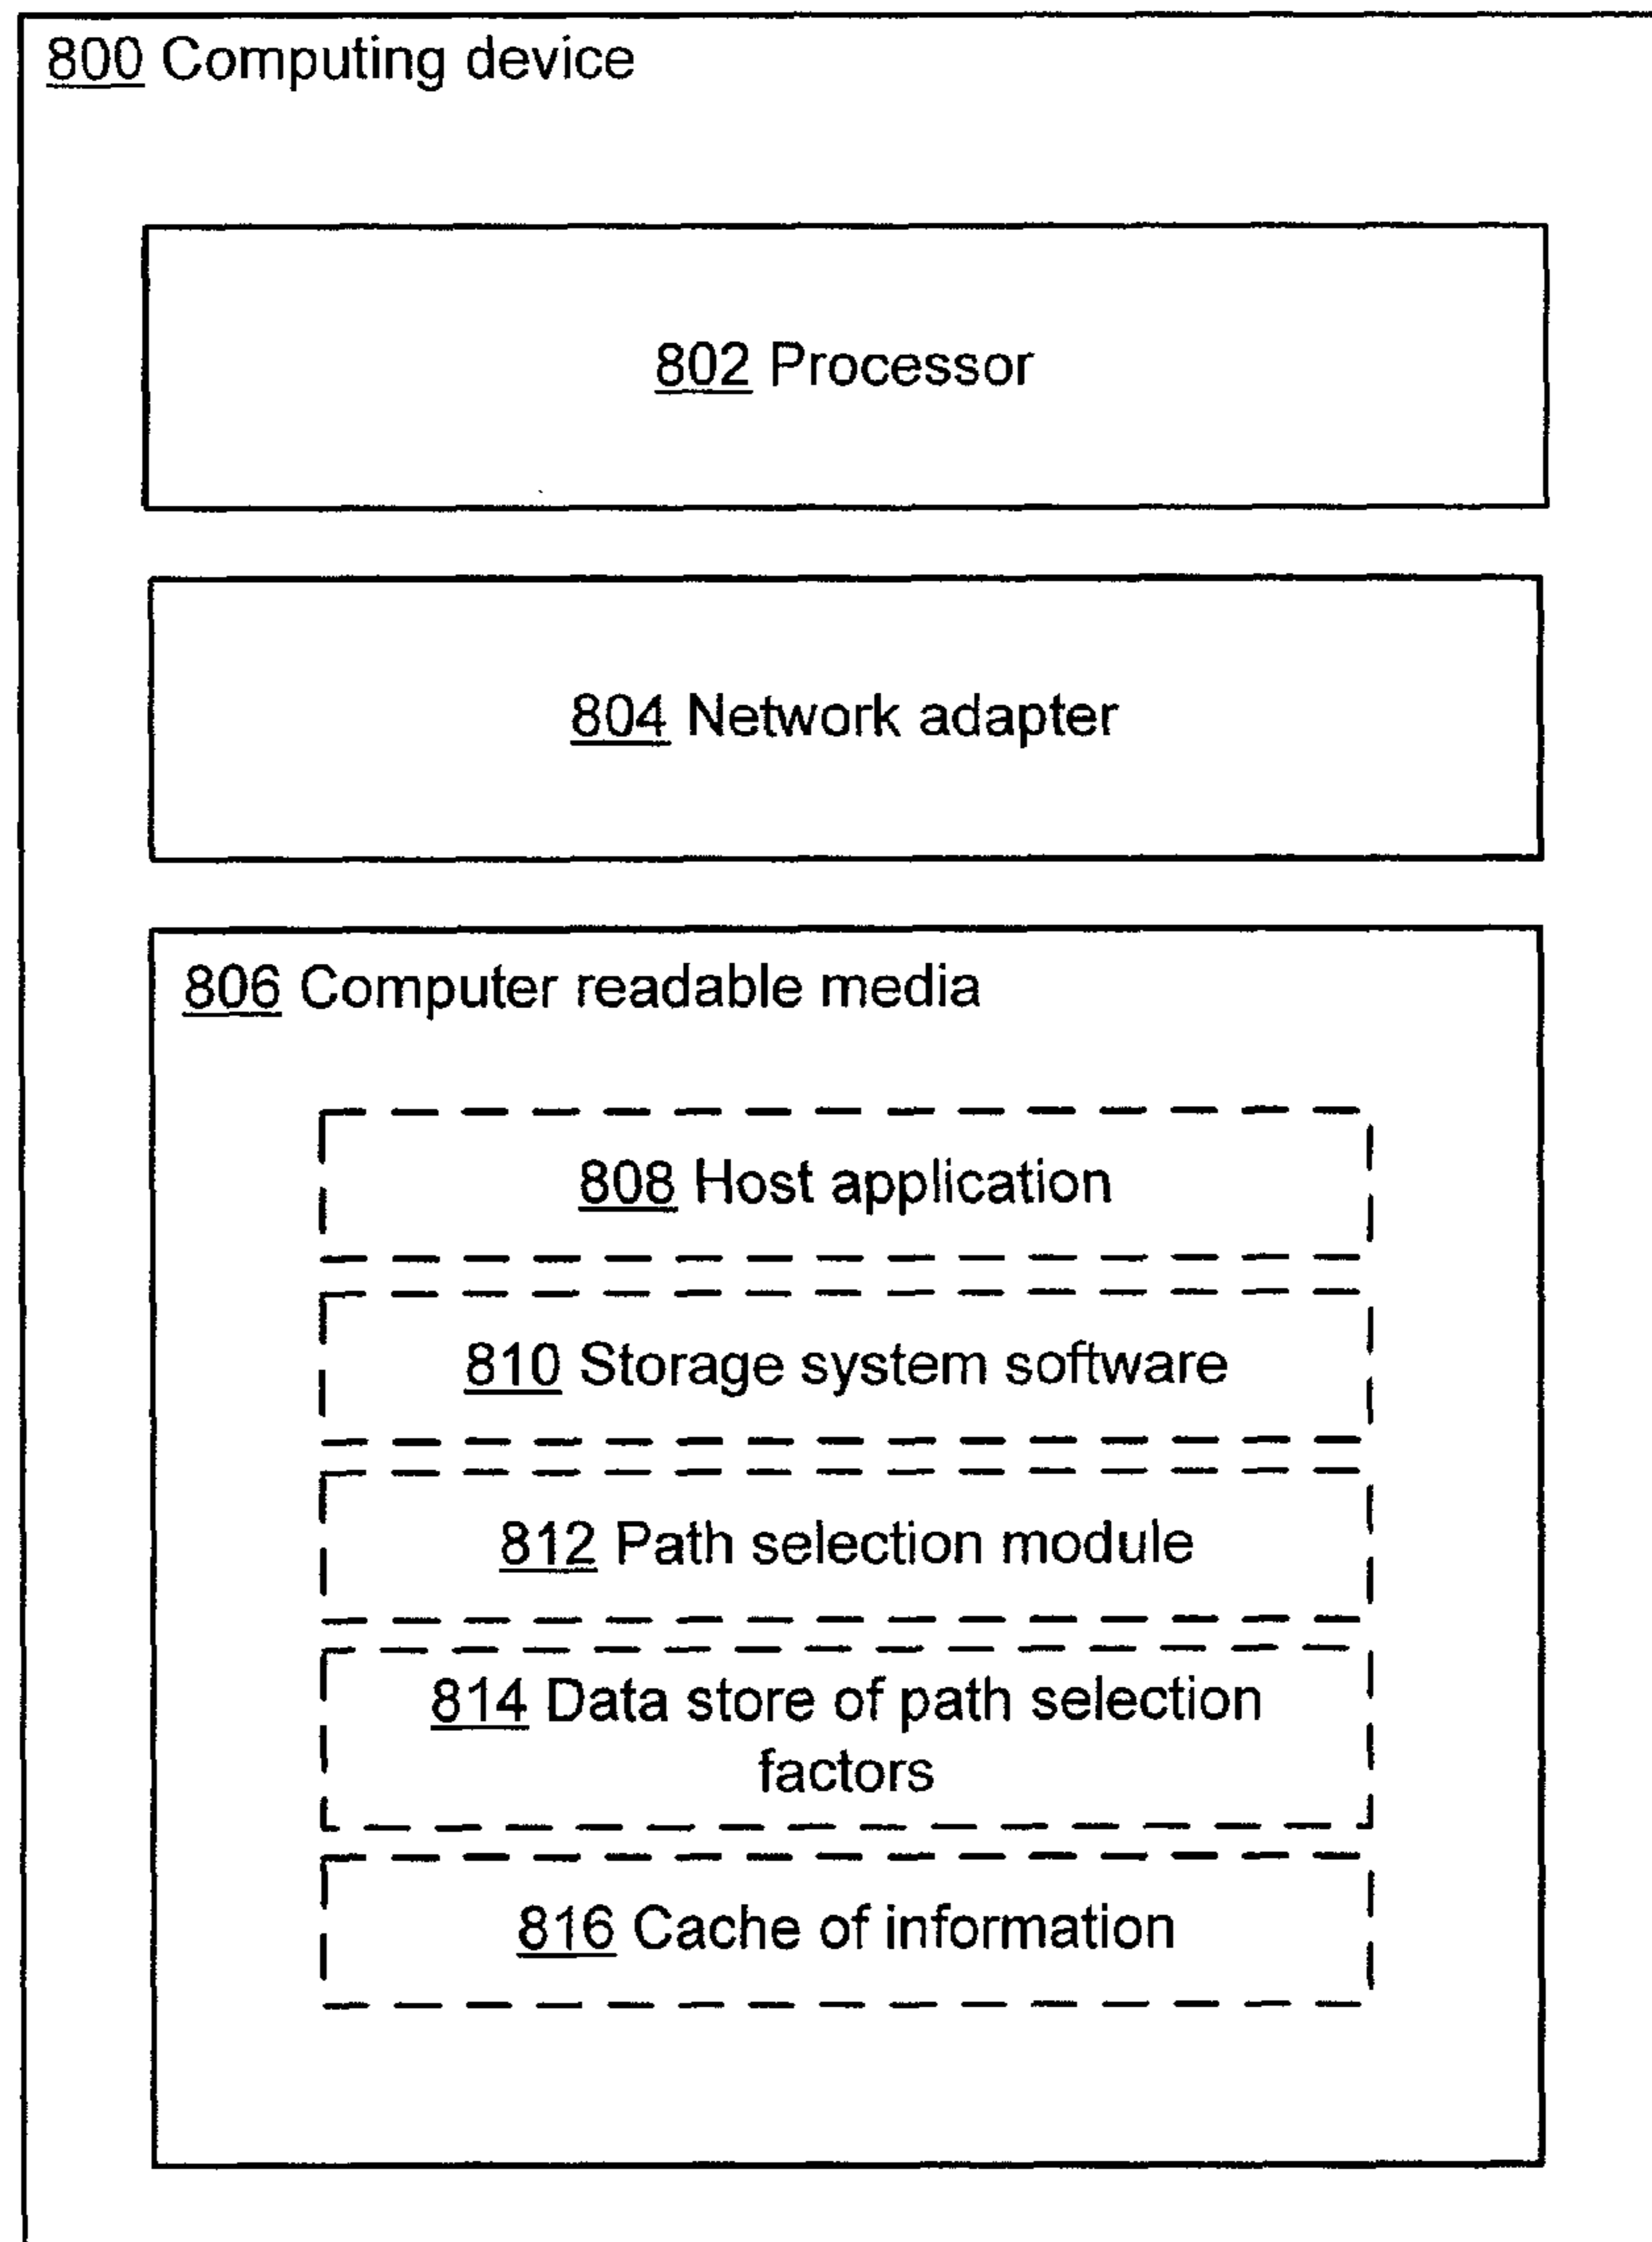 800 Computing device
802 Processor
804 Network adapter
806 Computer readable media
808 Host application
810 Storage system software
812 Path selection module
814 Data store of path selection
factors
816 Cache of information